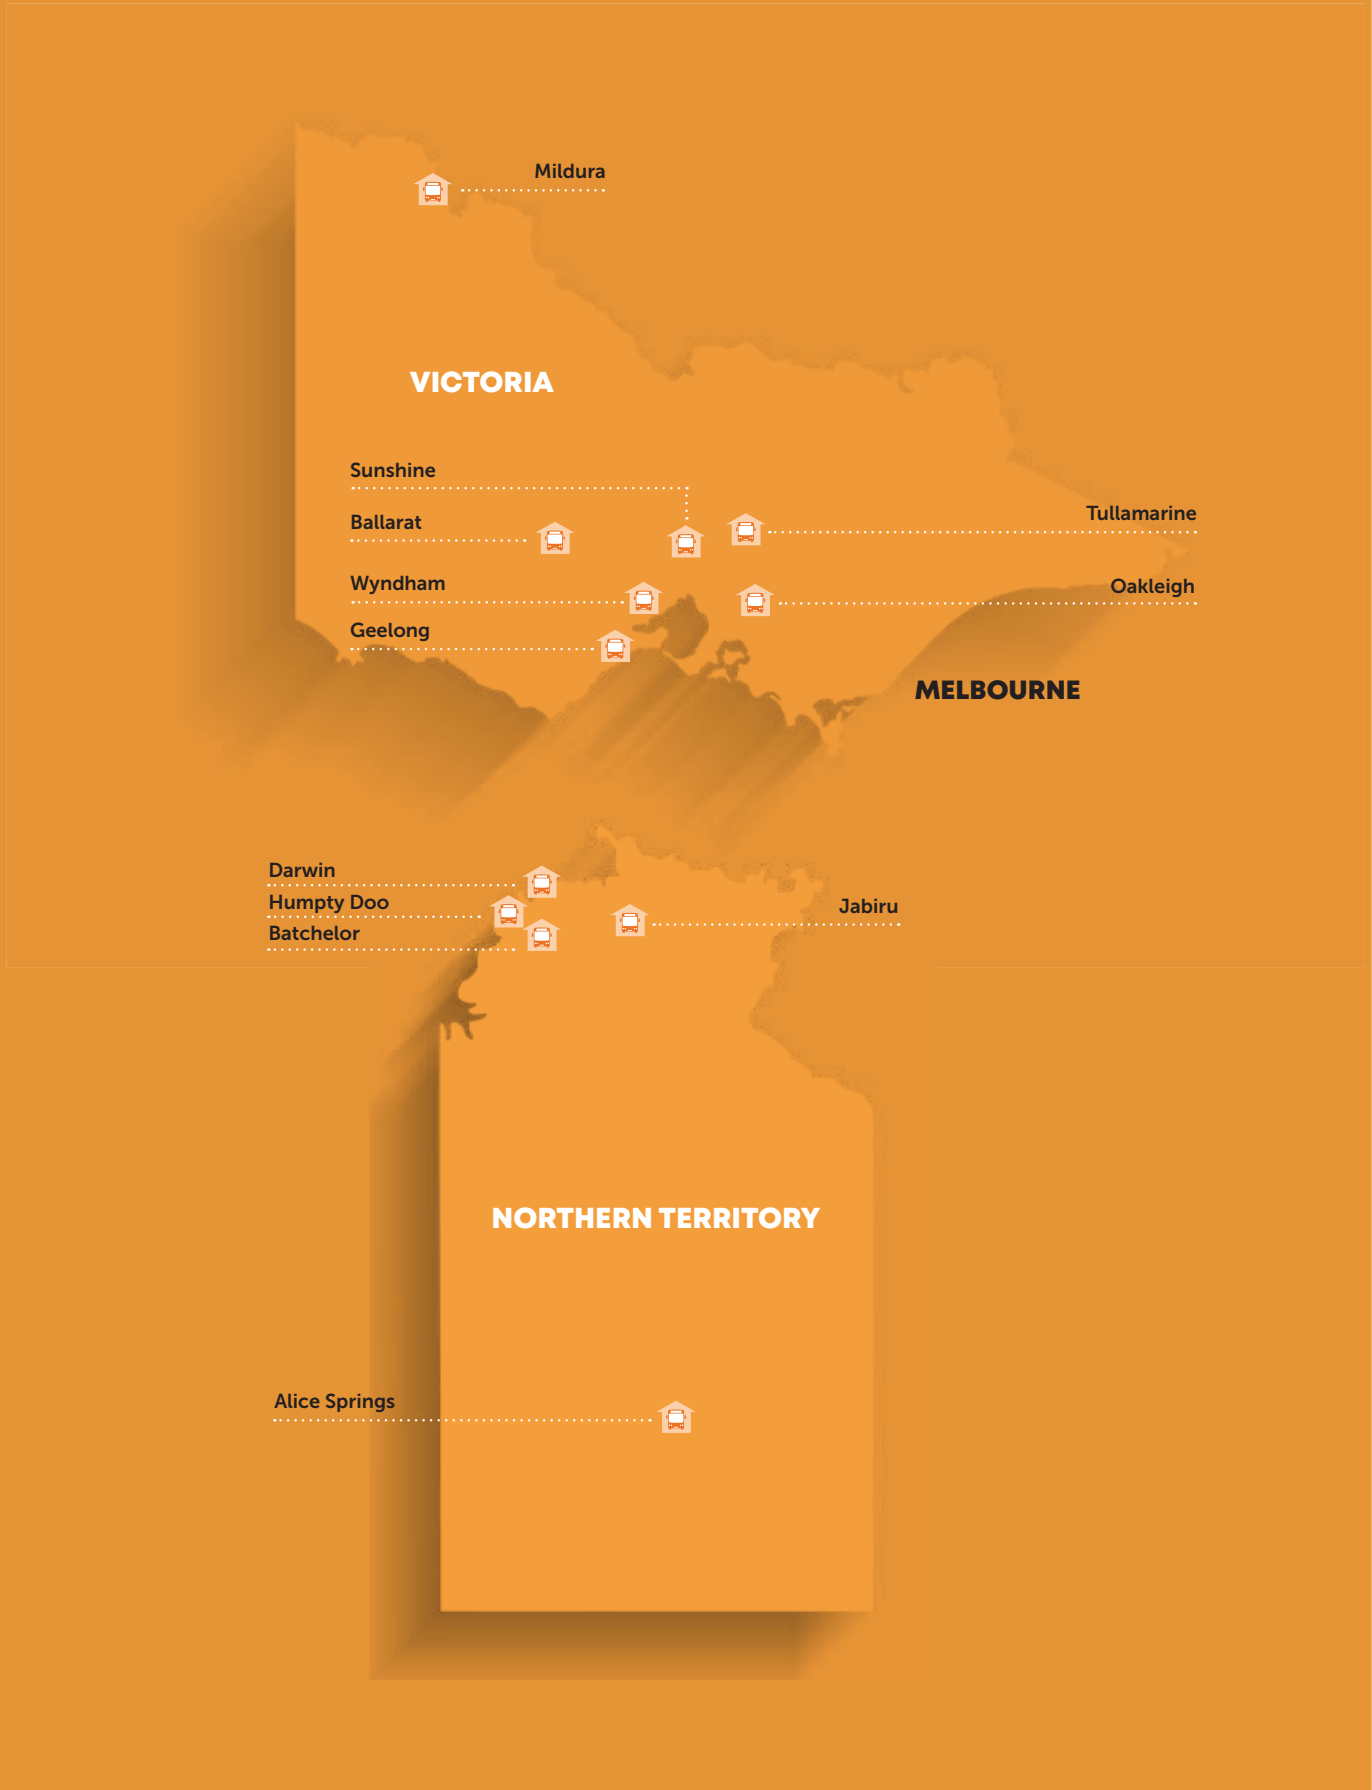 Mildura
VICTORIA
Sunshine
Ballarat
Tullamarine
Wyndham
Oakleigh
Geelong
MELBOURNE
Darwin
Humpty Doo
Jabiru
Batchelor
NORTHERN TERRITORY
Alice Springs